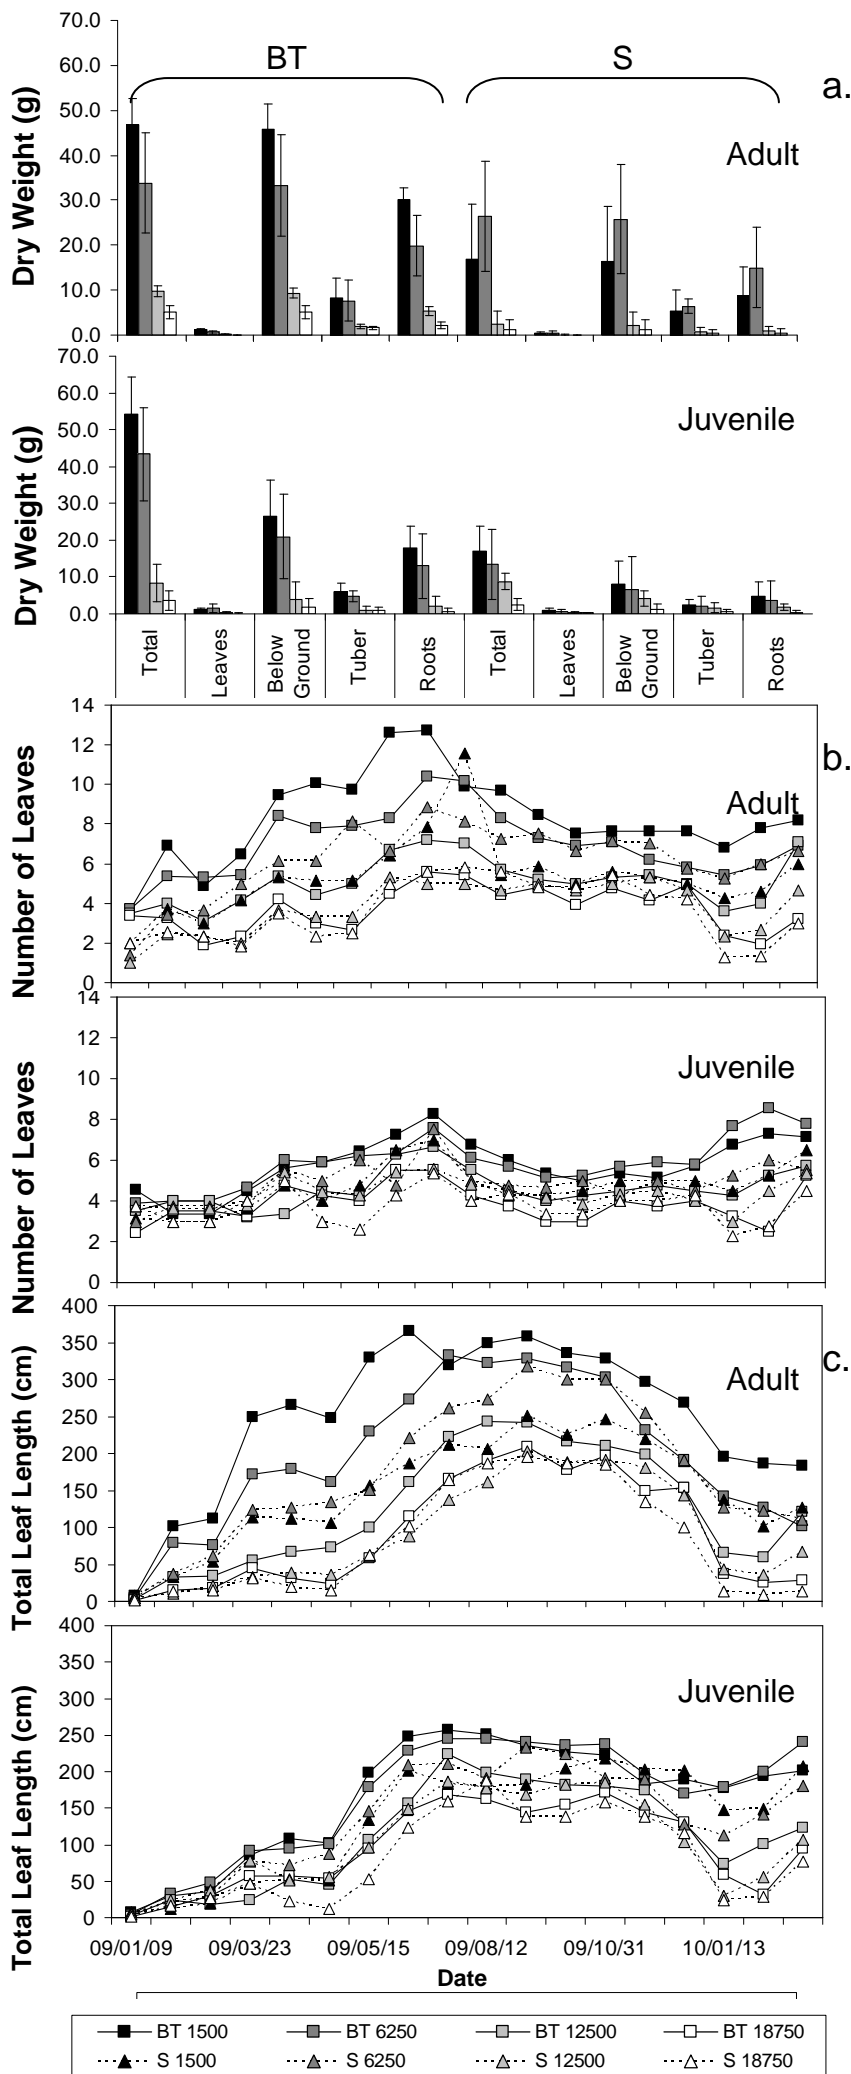 70.0
60.0
50.0
40.0
30.0
20.0
10.0
0.0
Dry Weight (g)
BT
S
a.
Adult
70.0
60.0
50.0
40.0
30.0
20.0
10.0
0.0
Dry Weight (g)
Juvenile
Total
Leaves
Below
Ground
Tuber
Roots
Total
Leaves
Below
Ground
Tuber
Roots
14
12
10
8
6
4
2
0
Number of Leaves
b.
Adult
14
12
10
8
6
4
2
0
Number of Leaves
Juvenile
400
350
300
250
200
150
100
50
0
Total Leaf Length (cm)
c.
Adult
400
350
300
250
200
150
100
50
0
Total Leaf Length (cm)
Juvenile
09/01/09 09/03/23 09/05/15 09/08/12 09/10/31 10/01/13
Date
BT 1500 BT 6250 BT 12500 BT 18750
S 1500 S 6250 S 12500 S 18750